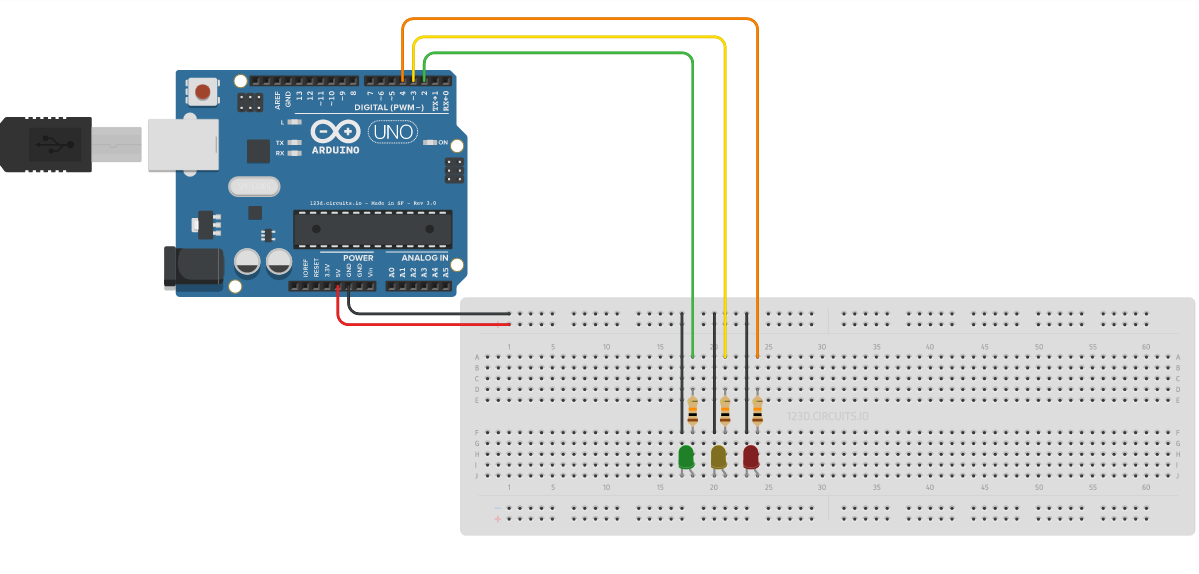 AREF
GND
13
12
~11
~10
~9
8
7
~6
~5
4
~3
2
TX→1
RX←0
DIGITAL (PWM~)
L
TX
RX
ARDUINO
UNO
ON
123d.circuits.io - Made in SF - Rev 3.0
POWER
ANALOG IN
IOREF
RESET
3.3V
5V
GND
GND
Vin
A0
A1
A2
A3
A4
A5
1 5 10 15 20 25 30 35 40 45 50 55 60
A A
B B
C C
D D
E E
123D.CIRCUITS.IO
F F
G G
H H
I I
J J
1 5 10 15 20 25 30 35 40 45 50 55 60
−
+